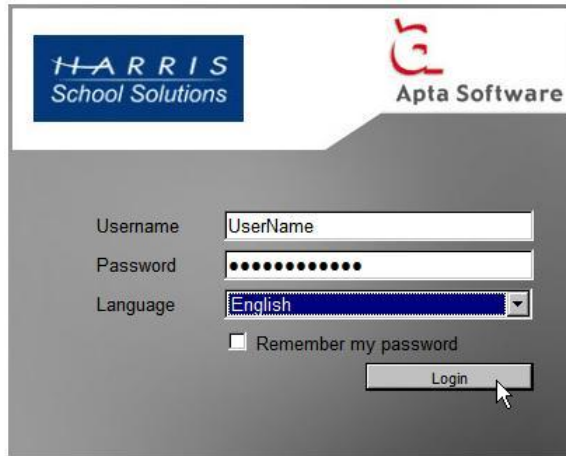 HARRIS
School Solutions
Apta Software
Username UserName
Password ●●●●●●●●●●●●
Language English
Remember my password
Login